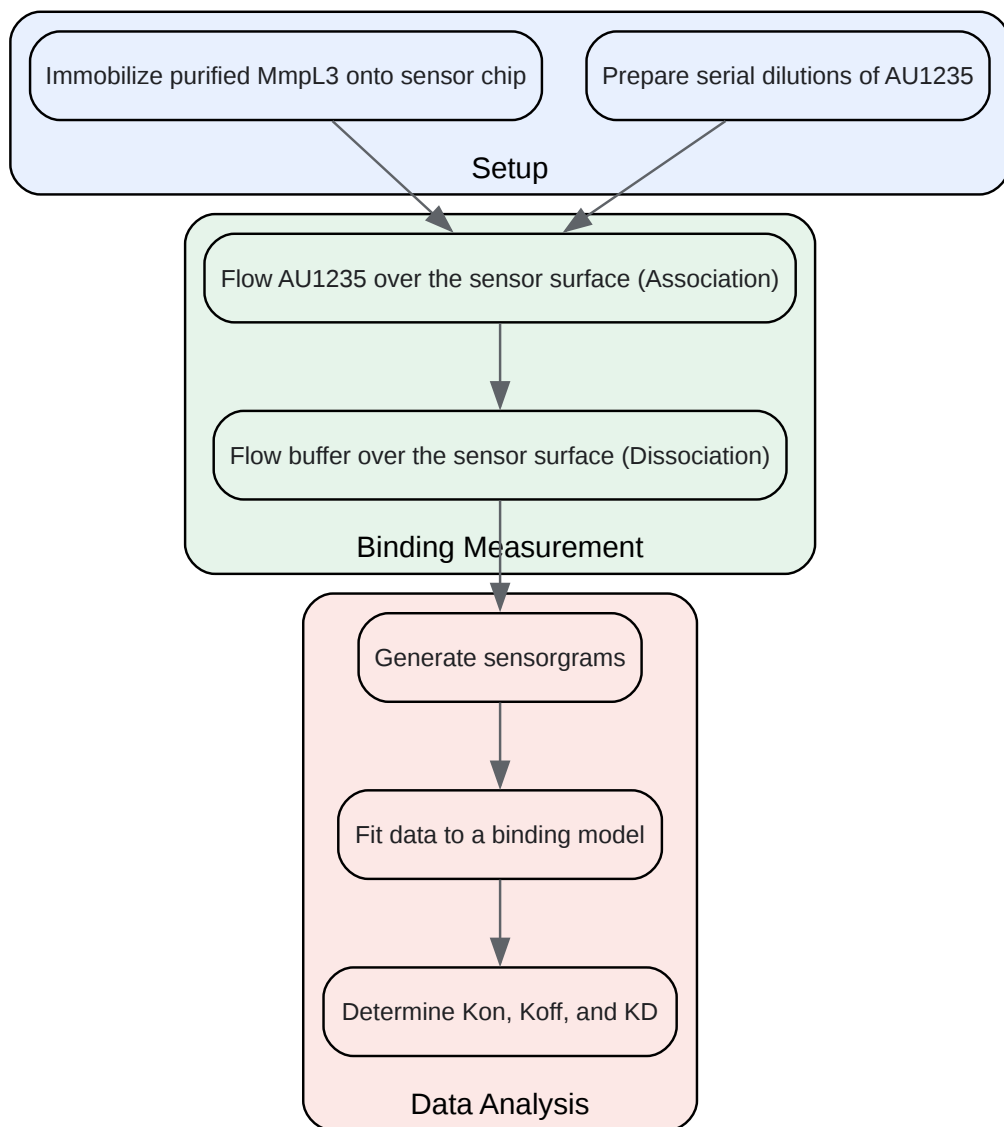 Immobilize purified MmpL3 onto sensor chip
Prepare serial dilutions of AU1235
Setup
Flow AU1235 over the sensor surface (Association)
Flow buffer over the sensor surface (Dissociation)
Binding Measurement
Generate sensorgrams
Fit data to a binding model
Determine Kon, Koff, and KD
Data Analysis